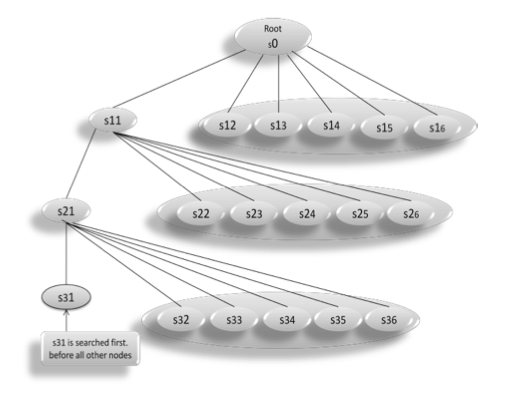 Root
s0
s11
s12 s13 s14 s15 s16
s21
s22 s23 s24 s25 s26
s31
s32 s33 s34 s35 s36
s31 is searched first.
before all other nodes